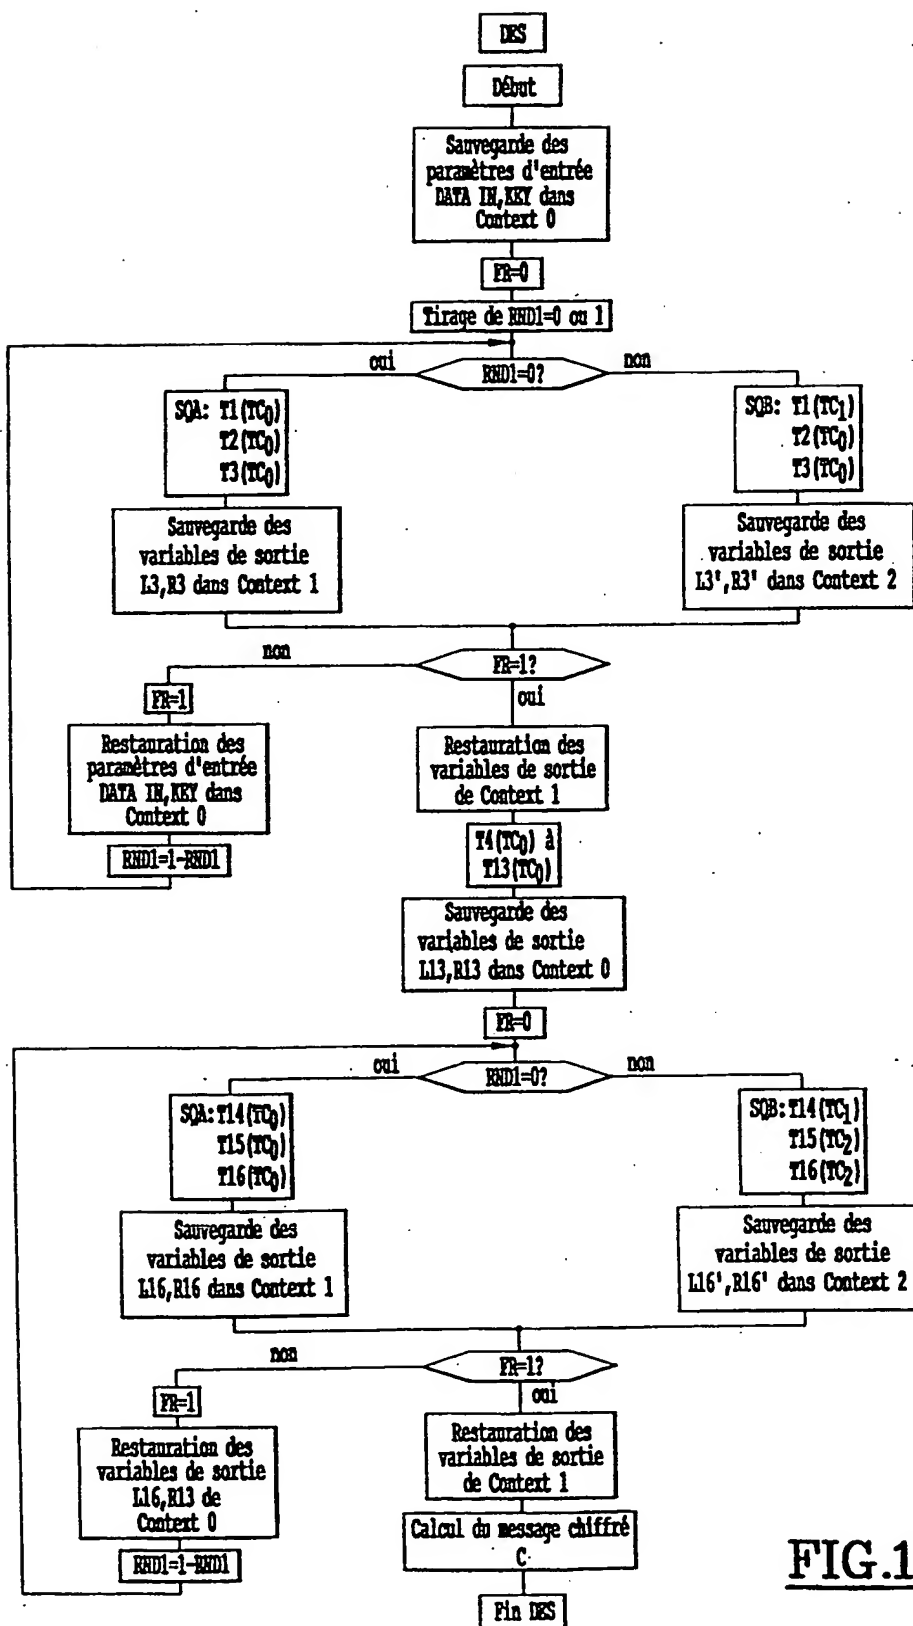 DES
Début
Sauvegarde des
paramètres d'entrée
DATA IN,KEY dans
Context 0
FR=0
Tirage de RND1=0 ou 1
oui
RND1=0?
non
SQA: T1(TC0)
T2(TC0)
T3(TC0)
SQB: T1(TC1)
T2(TC0)
T3(TC0)
Sauvegarde des
variables de sortie
L3,R3 dans Context 1
Sauvegarde des
variables de sortie
L3',R3' dans Context 2
non
FR=1?
oui
FR=1
Restauration des
paramètres d'entrée
DATA IN,KEY dans
Context 0
RND1=1-RND1
Restauration des
variables de sortie
de Context 1
T4(TC0) à
T13(TC0)
Sauvegarde des
variables de sortie
L13,R13 dans Context 0
FR=0
oui
RND1=0?
non
SQA:T14(TC0)
T15(TC0)
T16(TC0)
SQB:T14(TC1)
T15(TC2)
T16(TC2)
Sauvegarde des
variables de sortie
L16,R16 dans Context 1
Sauvegarde des
variables de sortie
L16',R16' dans Context 2
non
FR=1?
oui
FR=1
Restauration des
variables de sortie
L16,R13 de
Context 0
RND1=1-RND1
Restauration des
variables de sortie
de Context 1
Calcul du message chiffré
C
Fin DES
FIG.1